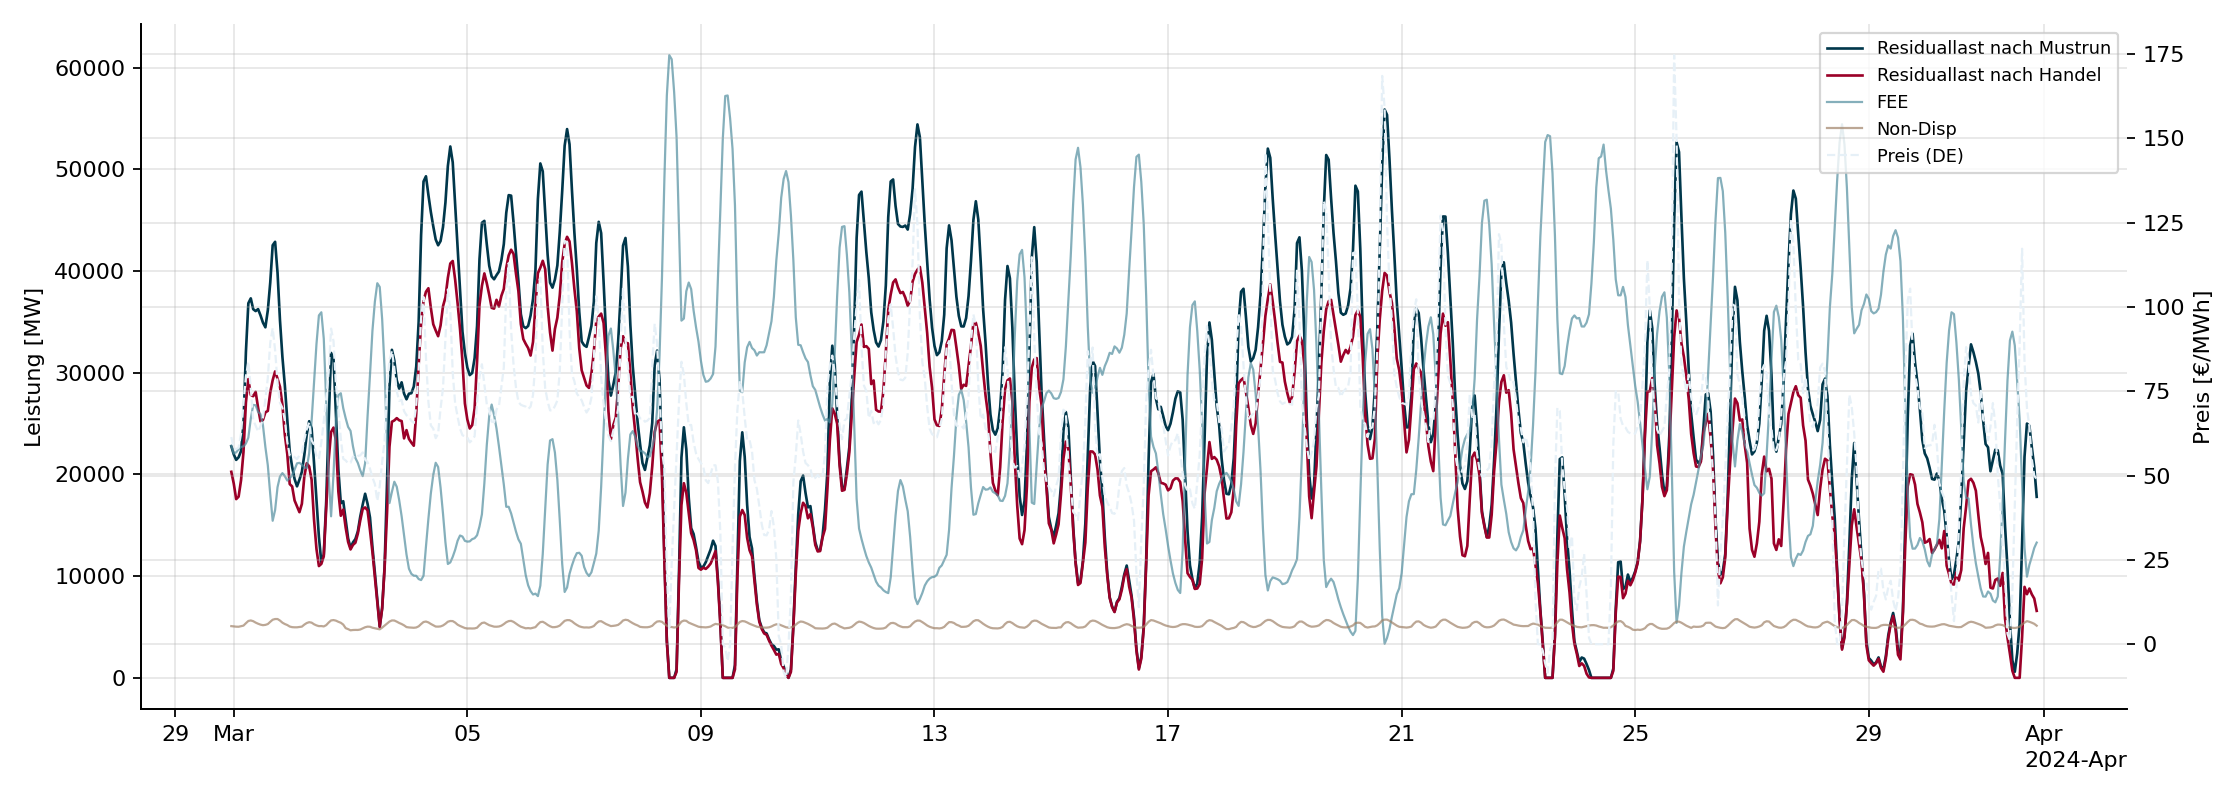 Leistung [MW]
60000
50000
40000
30000
20000
10000
0
Residuallast nach Mustrun
Residuallast nach Handel
FEE
Non-Disp
Preis (DE)
175
150
125
100
75
50
25
0
Preis [€/MWh]
29 Mar 05 09 13 17 21 25 29 Apr
2024-Apr